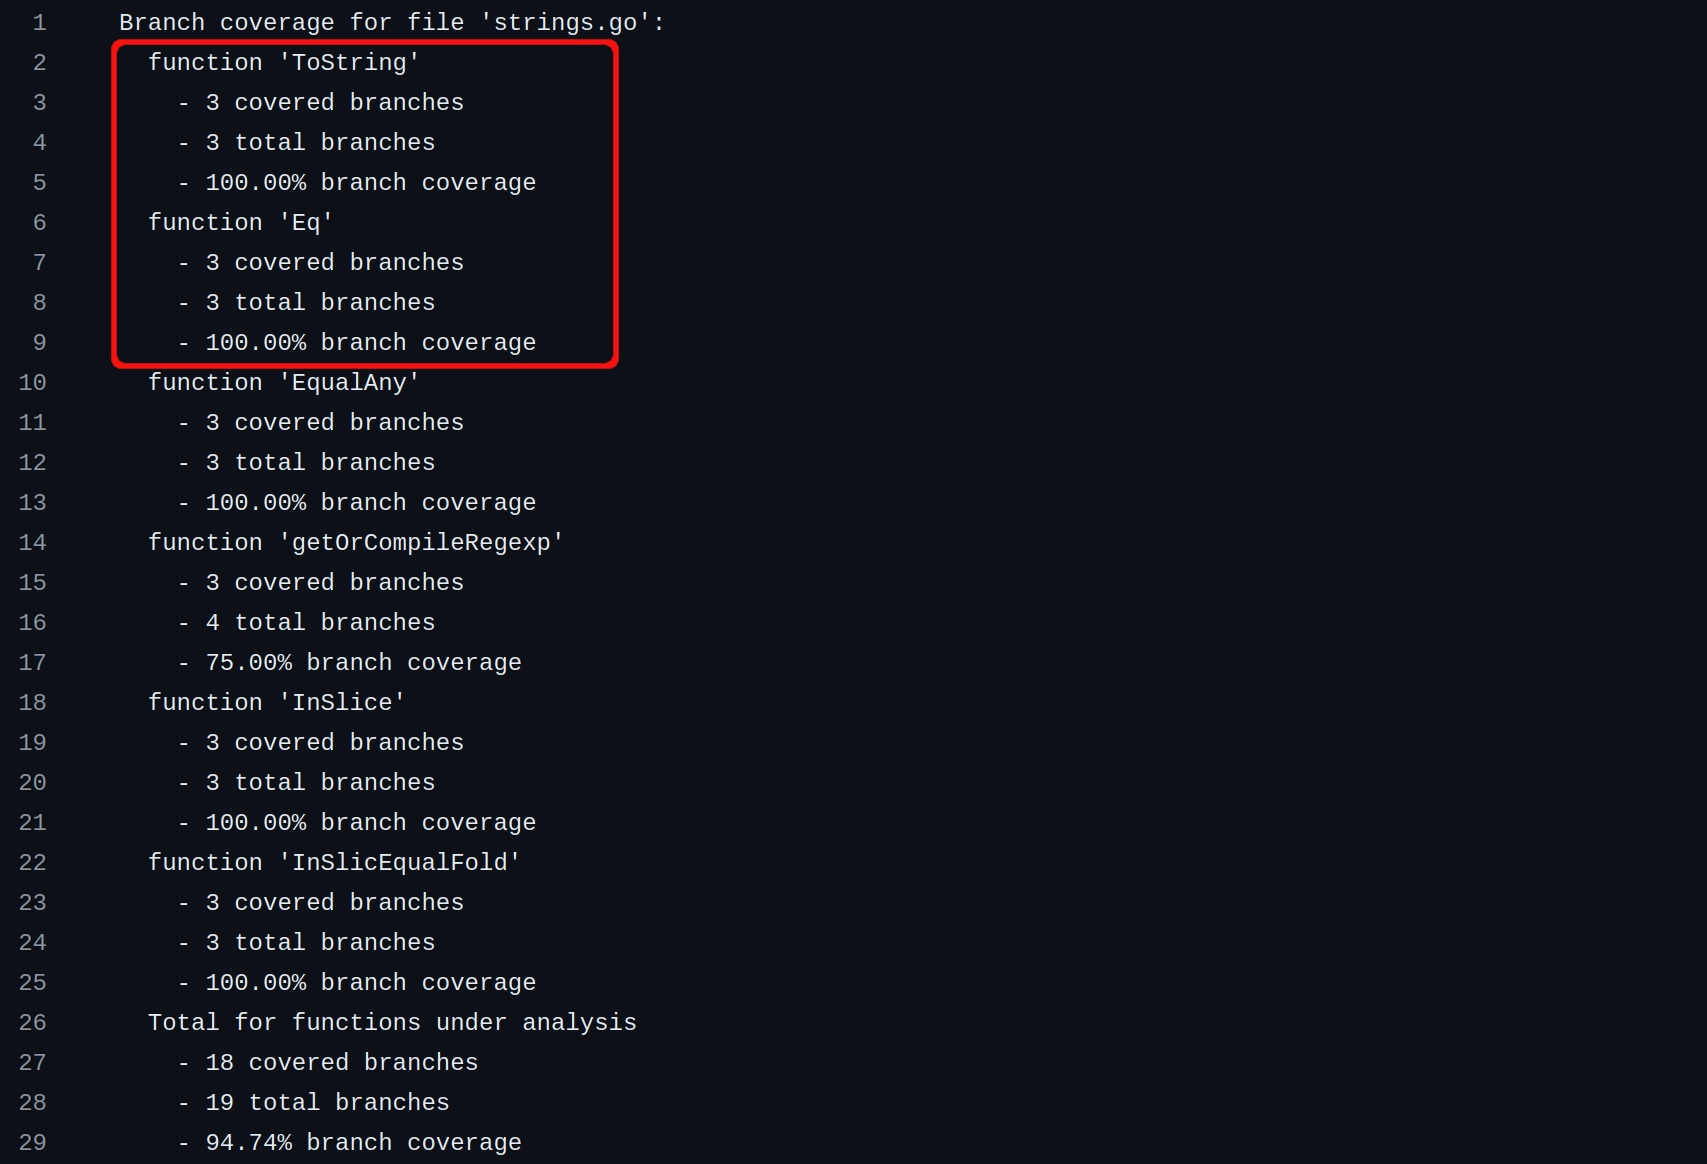 1 Branch coverage for file 'strings.go':
2 function 'ToString'
3 - 3 covered branches
4 - 3 total branches
5 - 100.00% branch coverage
6 function 'Eq'
7 - 3 covered branches
8 - 3 total branches
9 - 100.00% branch coverage
10 function 'EqualAny'
11 - 3 covered branches
12 - 3 total branches
13 - 100.00% branch coverage
14 function 'getOrCompileRegexp'
15 - 3 covered branches
16 - 4 total branches
17 - 75.00% branch coverage
18 function 'InSlice'
19 - 3 covered branches
20 - 3 total branches
21 - 100.00% branch coverage
22 function 'InSlicEqualFold'
23 - 3 covered branches
24 - 3 total branches
25 - 100.00% branch coverage
26 Total for functions under analysis
27 - 18 covered branches
28 - 19 total branches
29 - 94.74% branch coverage